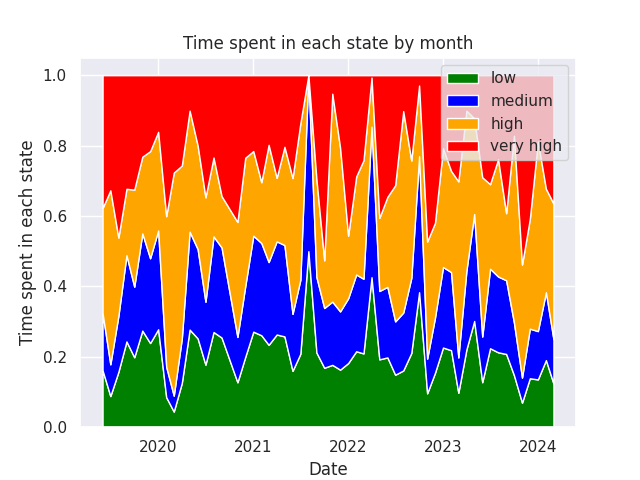 Time spent in each state by month
low
medium
high
very high
Time spent in each state
1.0
0.8
0.6
0.4
0.2
0.0
2020 2021 2022 2023 2024
Date